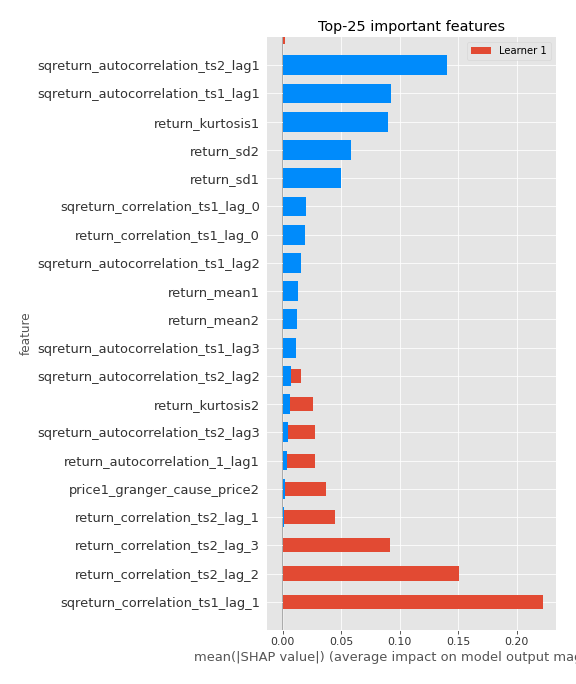 Top-25 important features
Learner 1
sqreturn_autocorrelation_ts2_lag1
sqreturn_autocorrelation_ts1_lag1
return_kurtosis1
return_sd2
return_sd1
sqreturn_correlation_ts1_lag_0
return_correlation_ts1_lag_0
sqreturn_autocorrelation_ts1_lag2
return_mean1
return_mean2
sqreturn_autocorrelation_ts1_lag3
sqreturn_autocorrelation_ts2_lag2
return_kurtosis2
sqreturn_autocorrelation_ts2_lag3
return_autocorrelation_1_lag1
price1_granger_cause_price2
return_correlation_ts2_lag_1
return_correlation_ts2_lag_3
return_correlation_ts2_lag_2
sqreturn_correlation_ts1_lag_1
feature
0.00 0.05 0.10 0.15 0.20
mean(|SHAP value|) (average impact on model output mag